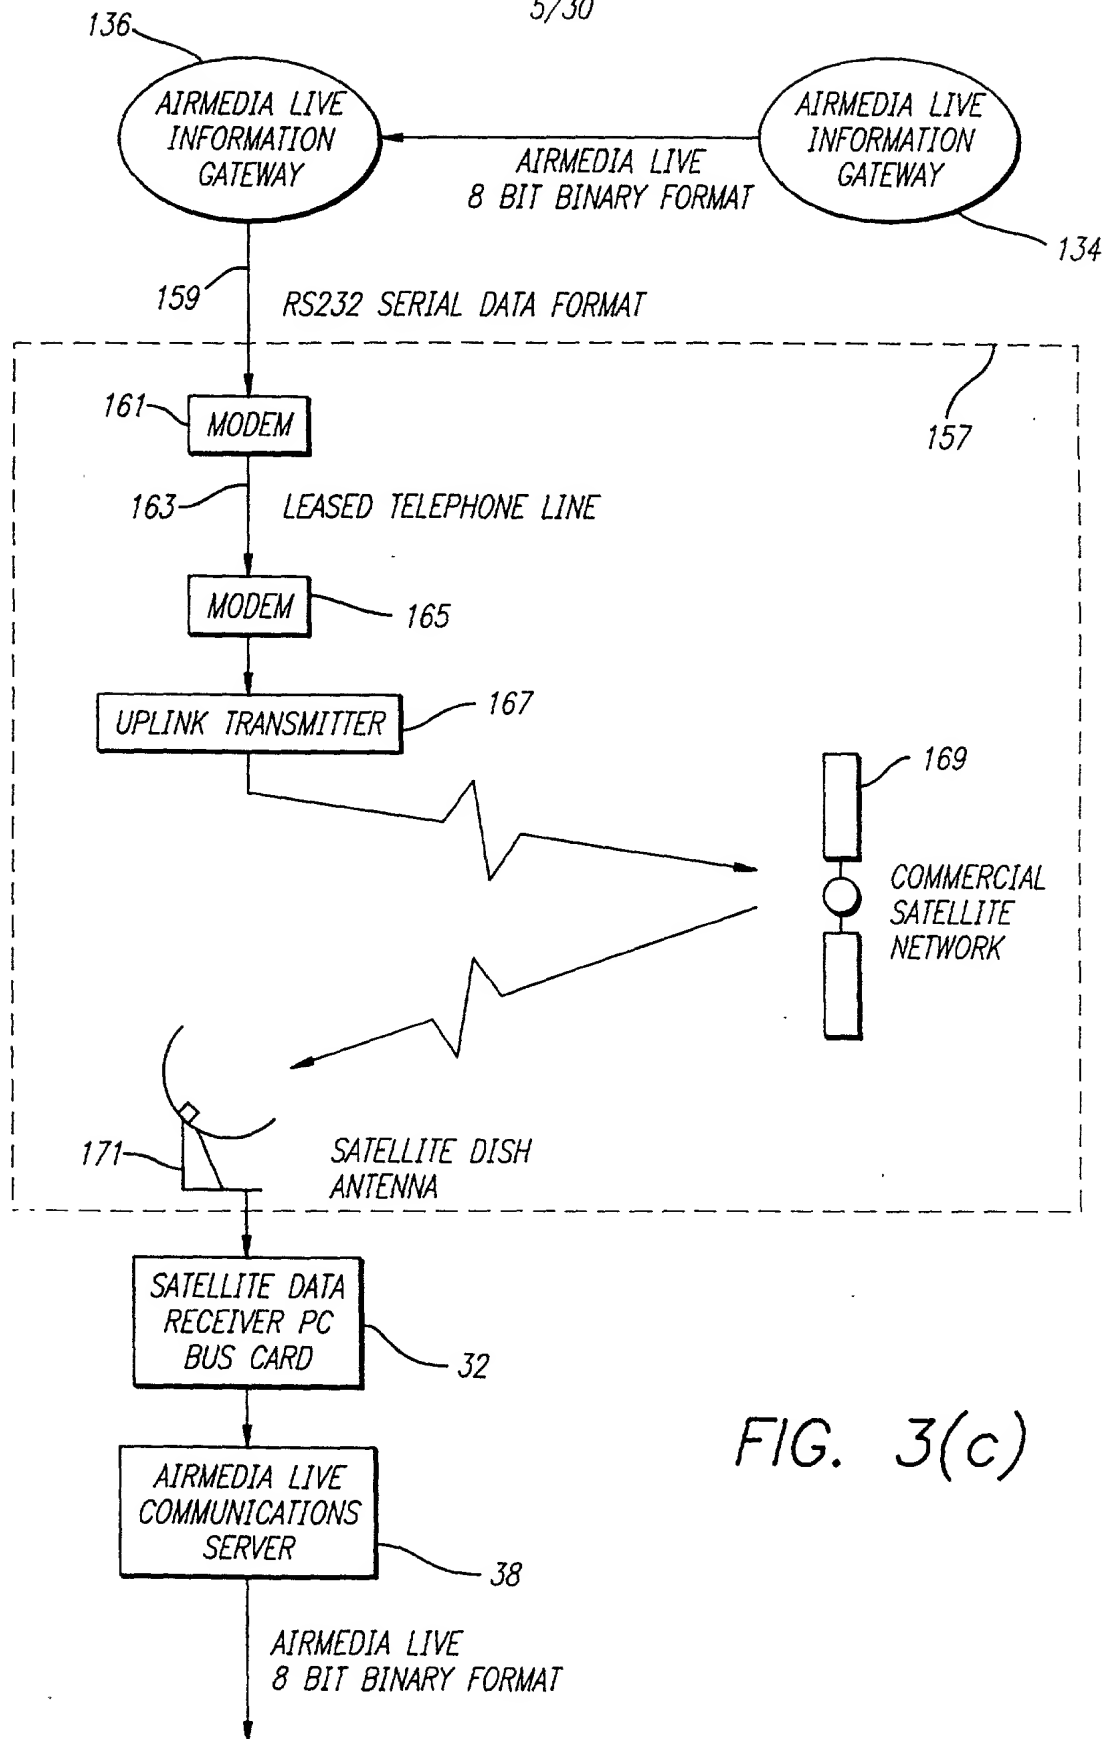 5/30
136
AIRMEDIA LIVE
INFORMATION
GATEWAY
AIRMEDIA LIVE
8 BIT BINARY FORMAT
AIRMEDIA LIVE
INFORMATION
GATEWAY
134
159
RS232 SERIAL DATA FORMAT
157
161
MODEM
163
LEASED TELEPHONE LINE
MODEM
165
UPLINK TRANSMITTER
167
169
COMMERCIAL
SATELLITE
NETWORK
171
SATELLITE DISH
ANTENNA
SATELLITE DATA
RECEIVER PC
BUS CARD
32
AIRMEDIA LIVE
COMMUNICATIONS
SERVER
38
AIRMEDIA LIVE
8 BIT BINARY FORMAT
FIG. 3(c)